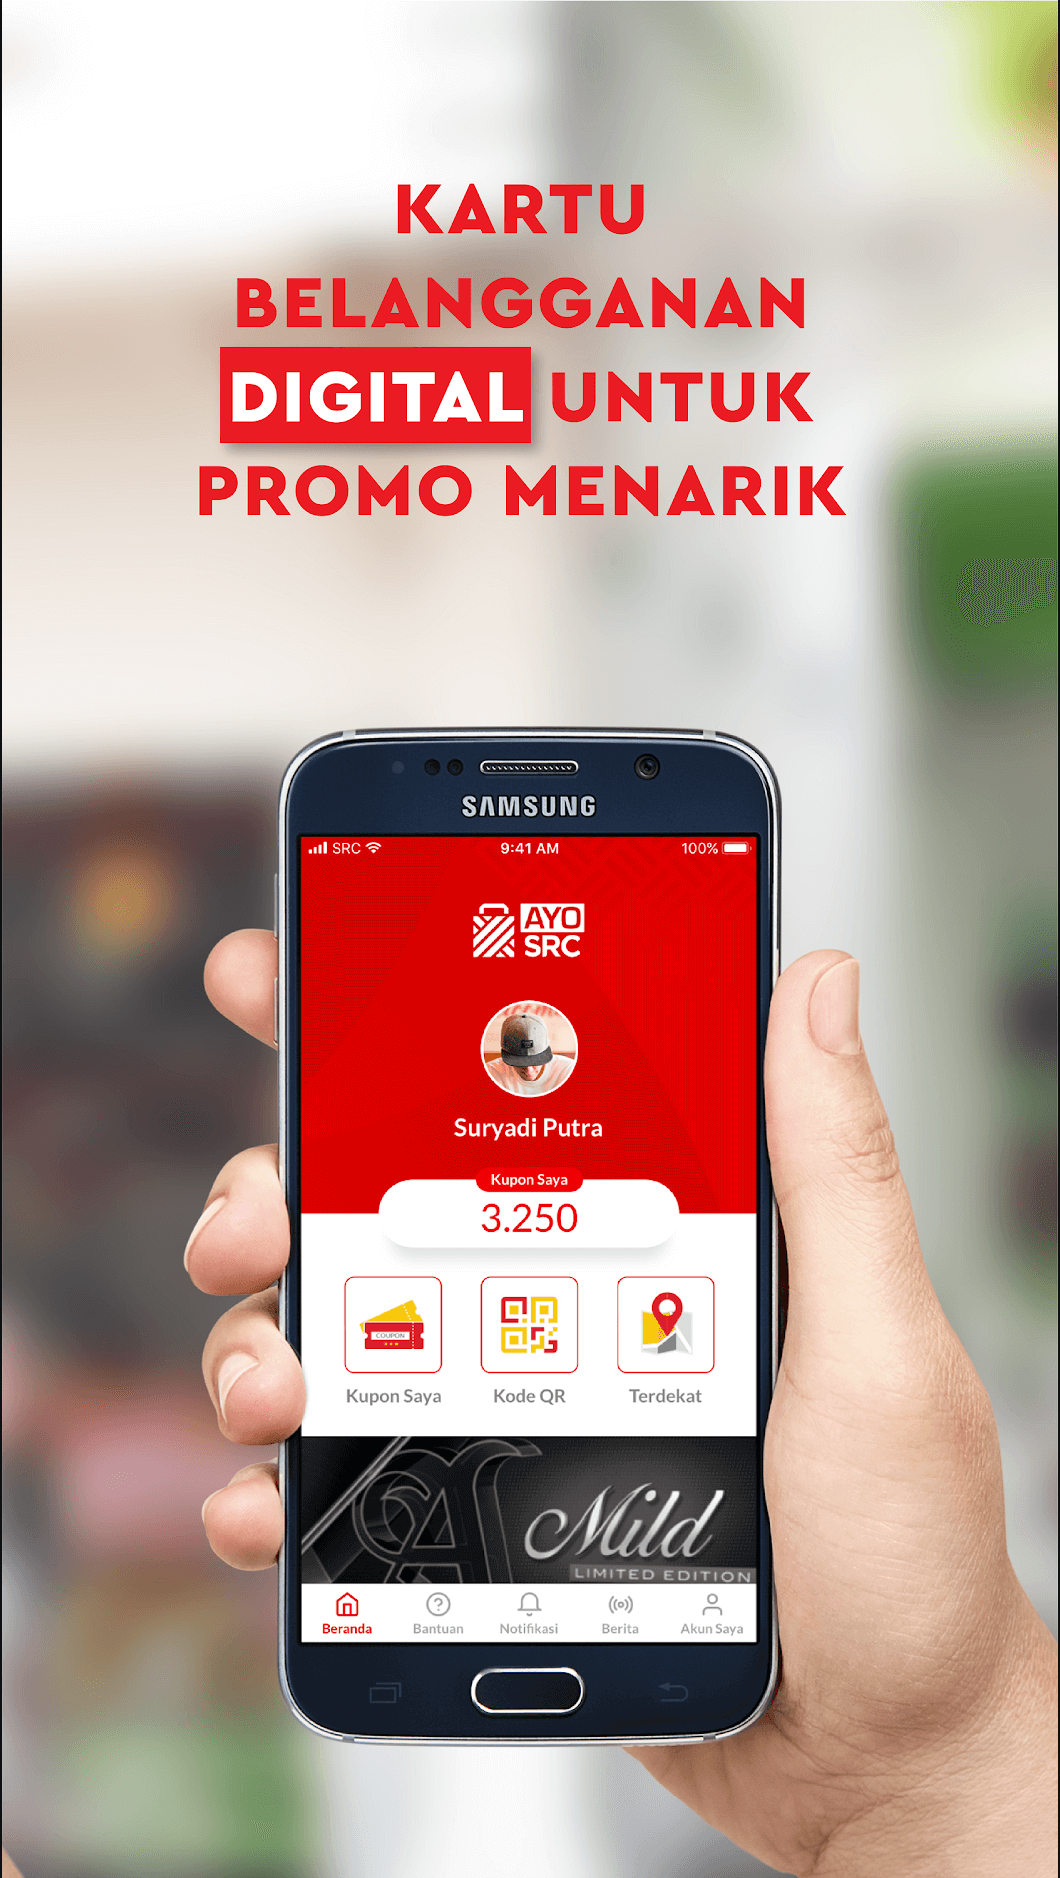 KARTU
BELANGGANAN
DIGITAL UNTUK
PROMO MENARIK
SAMSUNG
SRC 9:41 AM 100%
AYO
SRC
Suryadi Putra
Kupon Saya
3.250
COUPON
Kupon Saya Kode QR Terdekat
A Mild
LIMITED EDITION
Beranda Bantuan Notifikasi Berita Akun Saya